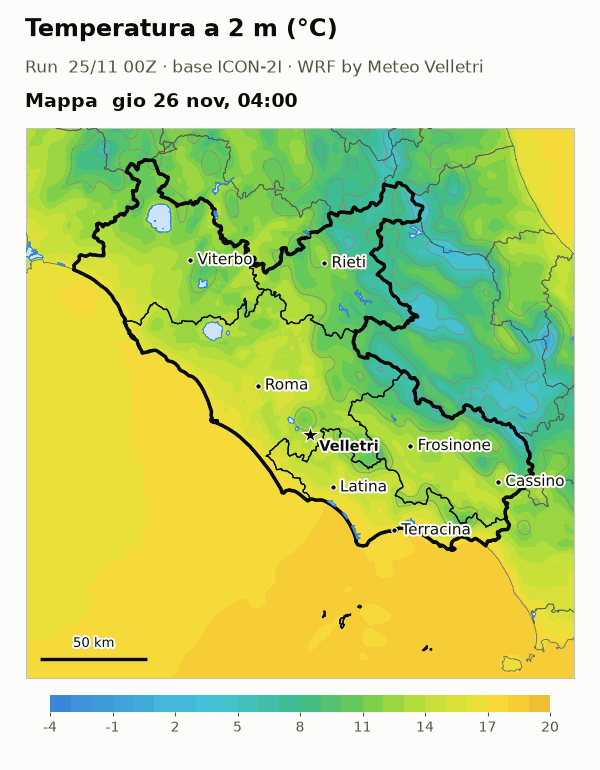 Temperatura a 2 m (°C)
Run  25/11 00Z · base ICON-2I · WRF by Meteo Velletri
Mappa  gio 26 nov, 04:00
Viterbo
Rieti
Roma
Velletri
Frosinone
Cassino
Latina
Terracina
50 km
-4 -1 2 5 8 11 14 17 20